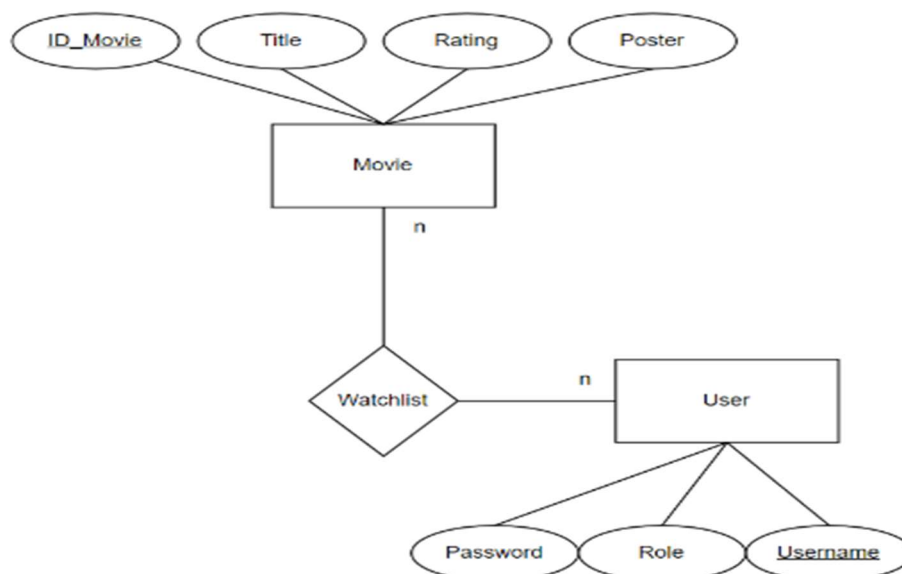 ID_Movie
Title
Rating
Poster
Movie
n
Watchlist
n
User
Password
Role
Username